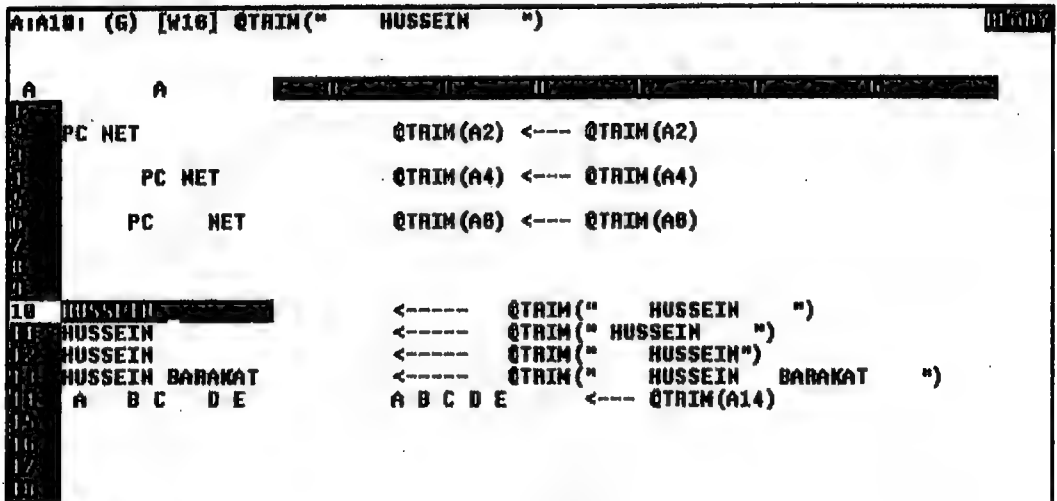 A:A10: (G) [W16] @TRIM("    HUSSEIN    ") READY
A A
PC NET @TRIM(A2) <--- @TRIM(A2)
PC NET @TRIM(A4) <--- @TRIM(A4)
PC    NET @TRIM(A6) <--- @TRIM(A6)
10 HUSSEIN <----- @TRIM("    HUSSEIN    ")
HUSSEIN <----- @TRIM(" HUSSEIN    ")
HUSSEIN <----- @TRIM("    HUSSEIN")
HUSSEIN BARAKAT <----- @TRIM("    HUSSEIN    BARAKAT    ")
A   B C   D E A B C D E <--- @TRIM(A14)